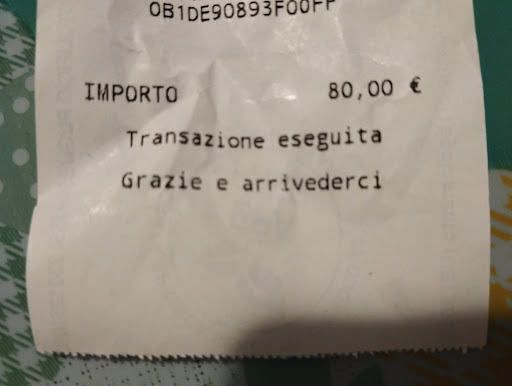 0B1DE90893F00FF
IMPORTO 80,00 €
Transazione eseguita
Grazie e arrivederci